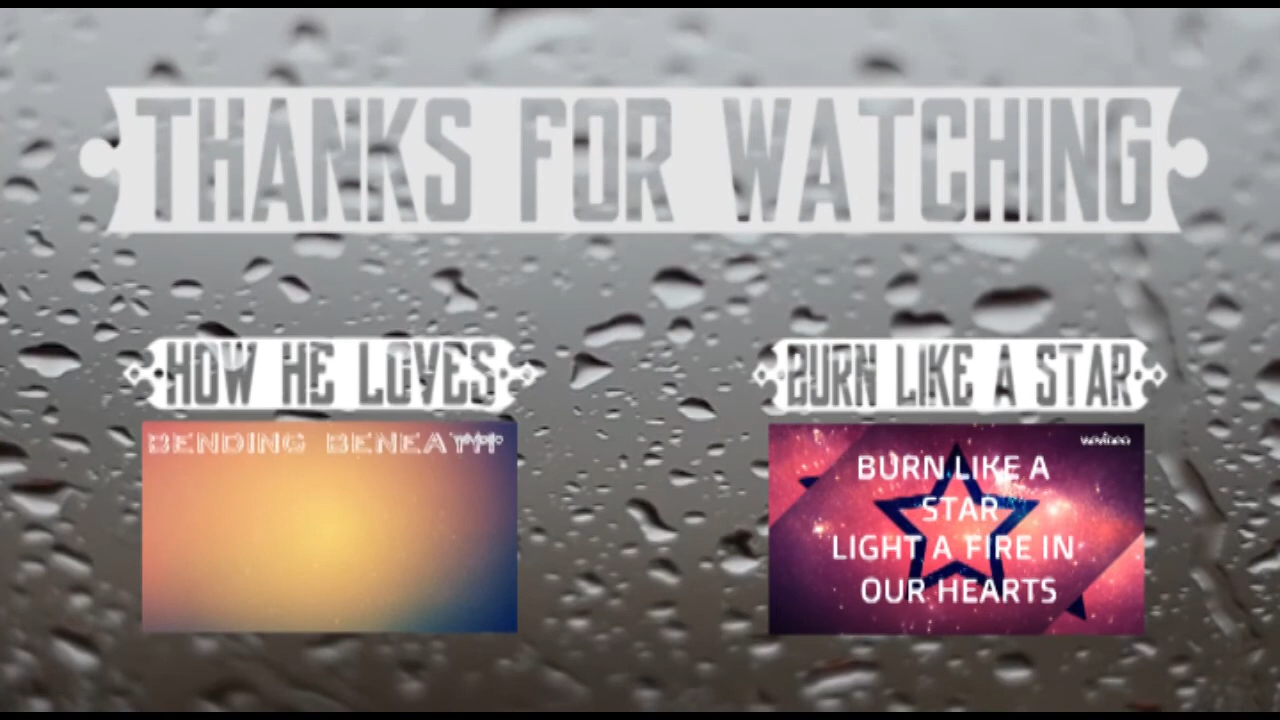 THANKS FOR WATCHING
HOW HE LOVES
BURN LIKE A STAR
BENDING BENEATH
WeVideo
BURN LIKE A
STAR
LIGHT A FIRE IN
OUR HEARTS